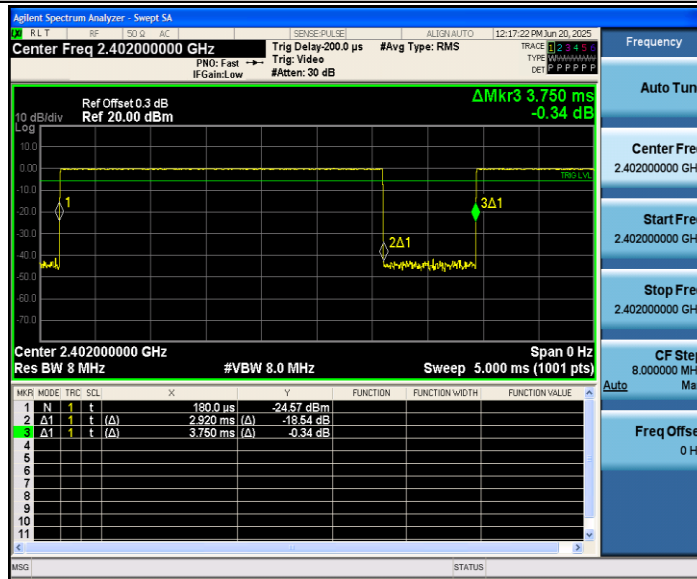 Agilent Spectrum Analyzer - Swept SA
R L T RF 50 Ω AC SENSE:PULSE ALIGN AUTO 12:17:22 PM Jun 20, 2025
Center Freq 2.402000000 GHz Trig Delay-200.0 µs #Avg Type: RMS TRACE 1 2 3 4 5 6
PNO: Fast Trig: Video TYPE
IFGain:Low #Atten: 30 dB DET P P P P P P
Frequency
Auto Tun
ΔMkr3 3.750 ms
-0.34 dB
Ref Offset 0.3 dB
10 dB/div Ref 20.00 dBm
Log
10.0
0.00
TRIG LVL
-10.0
-20.0
-30.0
-40.0
-50.0
-60.0
-70.0
1
2Δ1
3Δ1
Center 2.402000000 GHz Span 0 Hz
Res BW 8 MHz #VBW 8.0 MHz Sweep 5.000 ms (1001 pts)
MKR MODE TRC SCL X Y FUNCTION FUNCTION WIDTH FUNCTION VALUE
1 N 1 t 180.0 µs -24.57 dBm
2 Δ1 1 t (Δ) 2.920 ms (Δ) -18.54 dB
3 Δ1 1 t (Δ) 3.750 ms (Δ) -0.34 dB
4
5
6
7
8
9
10
11
MSG STATUS
Center Fre
2.402000000 GH
Start Fre
2.402000000 GH
Stop Fre
2.402000000 GH
CF Ste
8.000000 MH
Auto Ma
Freq Offse
0 H